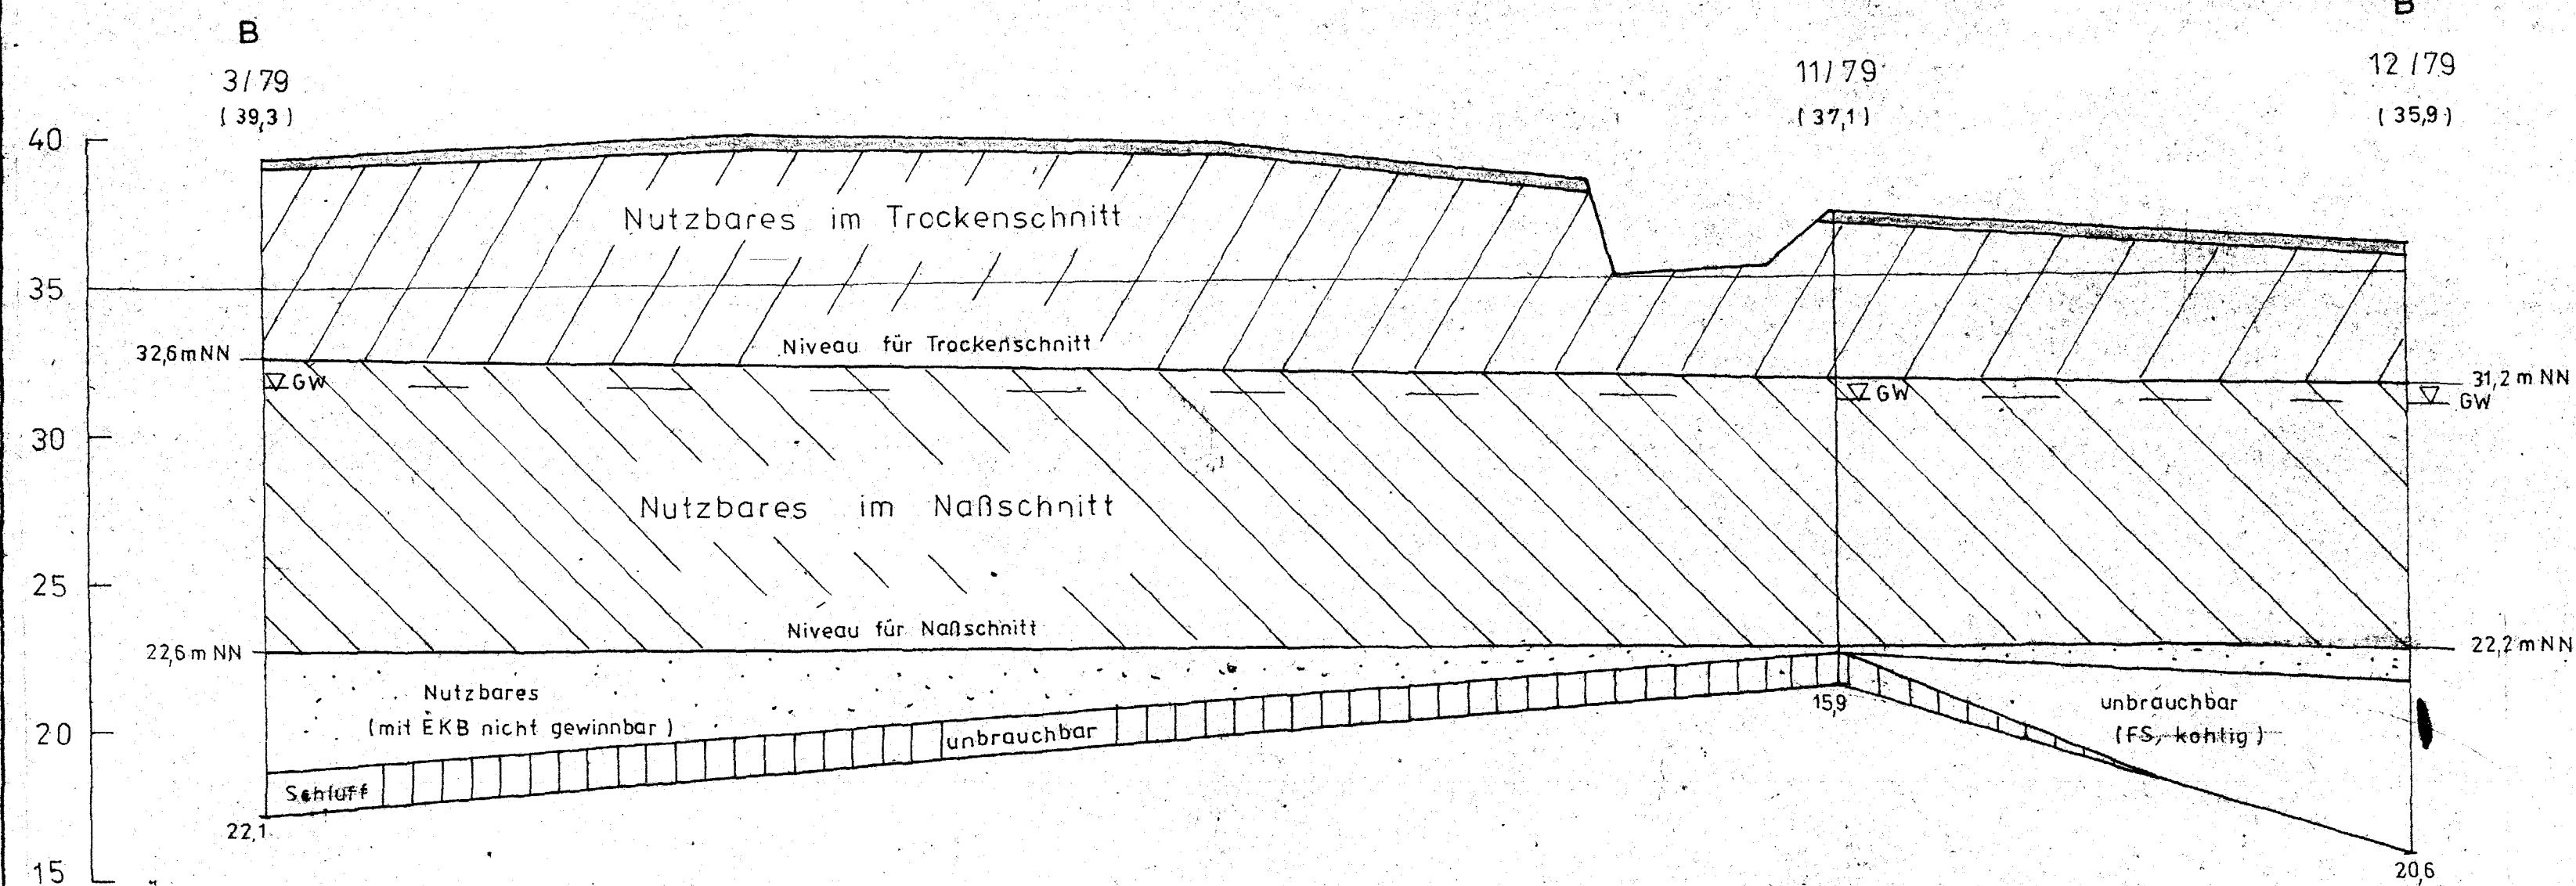 B
B
3/79
11/79
12/79
(39,3)
(37,1)
(35,9)
40
Nutzbares im Trockenschnitt
35
Niveau für Trockenschnitt
32,6 m NN
GW
31,2 m NN
GW
GW
30
Nutzbares im Naßschnitt
25
Niveau für Naßschnitt
22,6 m NN
22,2 m NN
Nutzbares
(mit EKB nicht gewinnbar)
unbrauchbar
(FS, kohlig)
15,9
20
unbrauchbar
Schluff
22,1
15
20,6